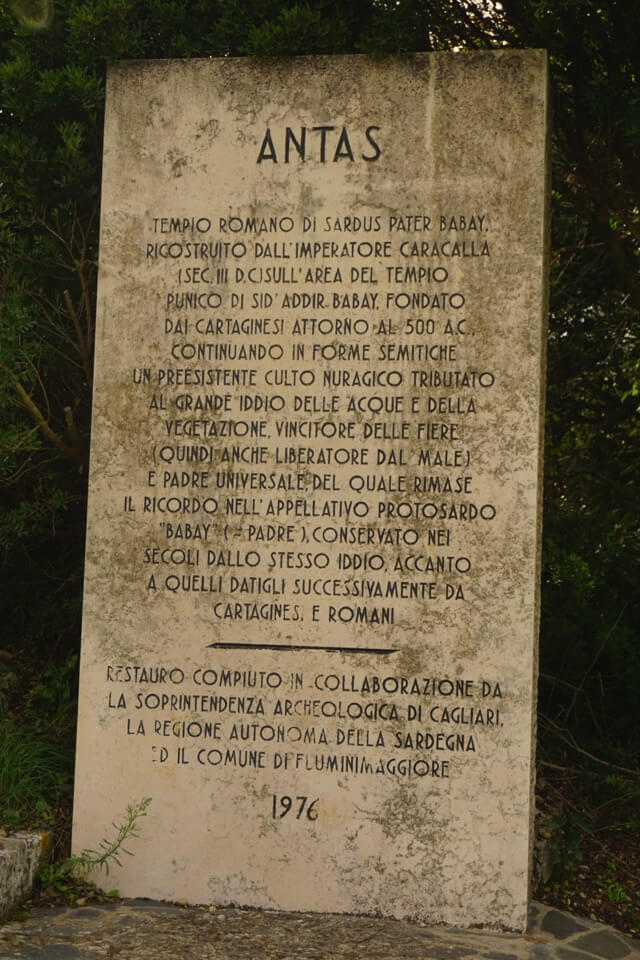 ANTAS
TEMPIO ROMANO DI SARDUS PATER BABAY,
RICOSTRUITO DALL'IMPERATORE CARACALLA
(SEC. III D.C) SULL'AREA DEL TEMPIO
PUNICO DI SID'ADDIR BABAY, FONDATO
DAI CARTAGINESI ATTORNO AL 500 A.C.,
CONTINUANDO IN FORME SEMITICHE
UN PREESISTENTE CULTO NURAGICO TRIBUTATO
AL GRANDE IDDIO DELLE ACQUE E DELLA
VEGETAZIONE, VINCITORE DELLE FIERE
(QUINDI ANCHE LIBERATORE DAL MALE)
E PADRE UNIVERSALE, DEL QUALE RIMASE
IL RICORDO NELL'APPELLATIVO PROTOSARDO
"BABAY" (= PADRE), CONSERVATO NEI
SECOLI DALLO STESSO IDDIO, ACCANTO
A QUELLI DATIGLI SUCCESSIVAMENTE DA
CARTAGINESI E ROMANI
RESTAURO COMPIUTO IN COLLABORAZIONE DA
LA SOPRINTENDENZA ARCHEOLOGICA DI CAGLIARI,
LA REGIONE AUTONOMA DELLA SARDEGNA
ED IL COMUNE DI FLUMINIMAGGIORE
1976